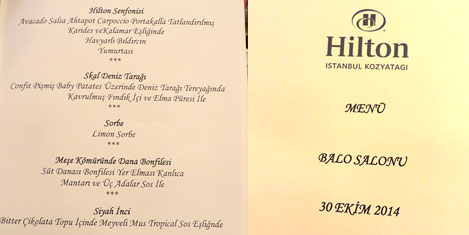 Hilton Senfonisi
Avacado Salsa Ahtapot Carpoccio Portakalla Tatlandırılmış
Karides veKalamar Eşliğinde
Havyarlı Bıldırcın
Yumurtası
***
Skal Deniz Tarağı
Confit Pişmiş Baby Patates Üzerinde Deniz Tarağı Tereyağında
Kavrulmuş Fındık İçi ve Elma Püresi İle
***
Sorbe
Limon Sorbe
***
Meşe Kömüründe Dana Bonfilesi
Süt Danası Bonfilesi Yer Elması Kanlıca
Mantarı ve Üç Adalar Sos İle
***
Siyah İnci
Bitter Çikolata Topu İçinde Meyveli Mus Tropical Sos Eşliğinde
H
Hilton
ISTANBUL KOZYATAGI
MENÜ
BALO SALONU
30 EKİM 2014